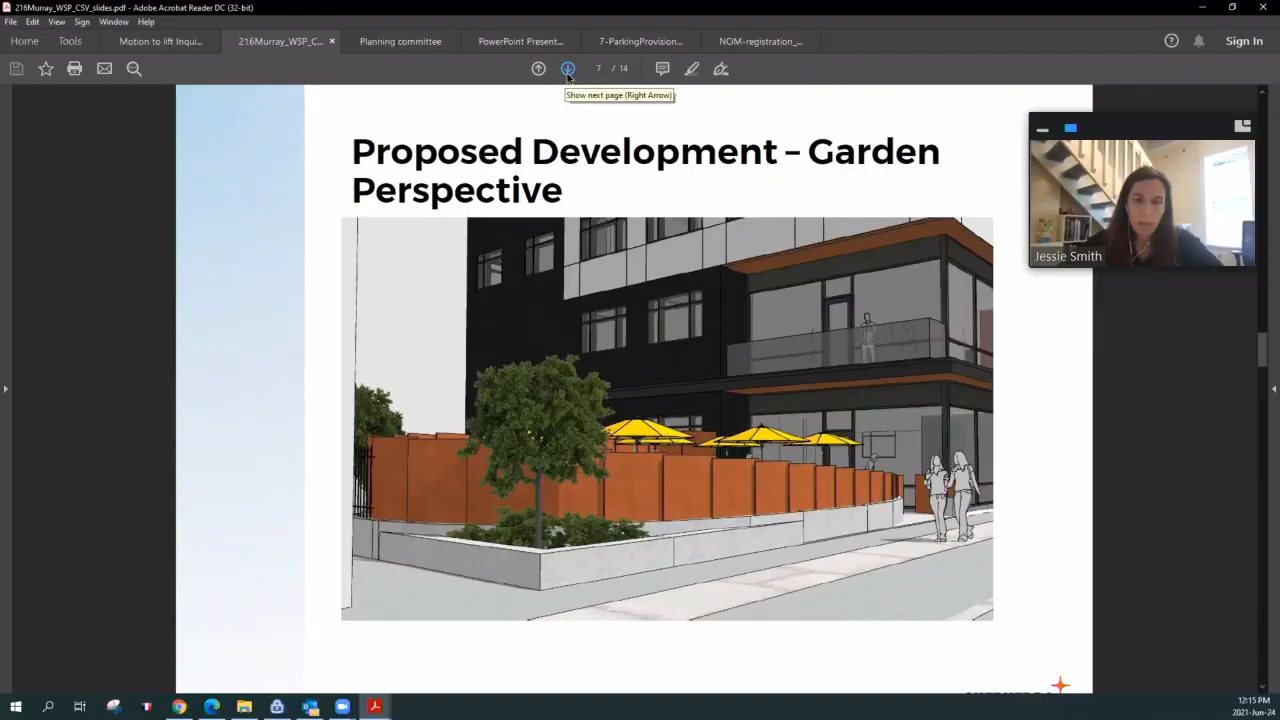 216Murray_WSP_CSV_slides.pdf - Adobe Acrobat Reader DC (32-bit)
File Edit View Sign Window Help
Home Tools Motion to lift Inqui... 216Murray_WSP_C... × Planning committee PowerPoint Present... 7-ParkingProvision... NOM-registration_... Sign In
7 / 14
Show next page (Right Arrow)
Proposed Development – Garden
Perspective
Jessie Smith
12:15 PM
2021-Jun-24